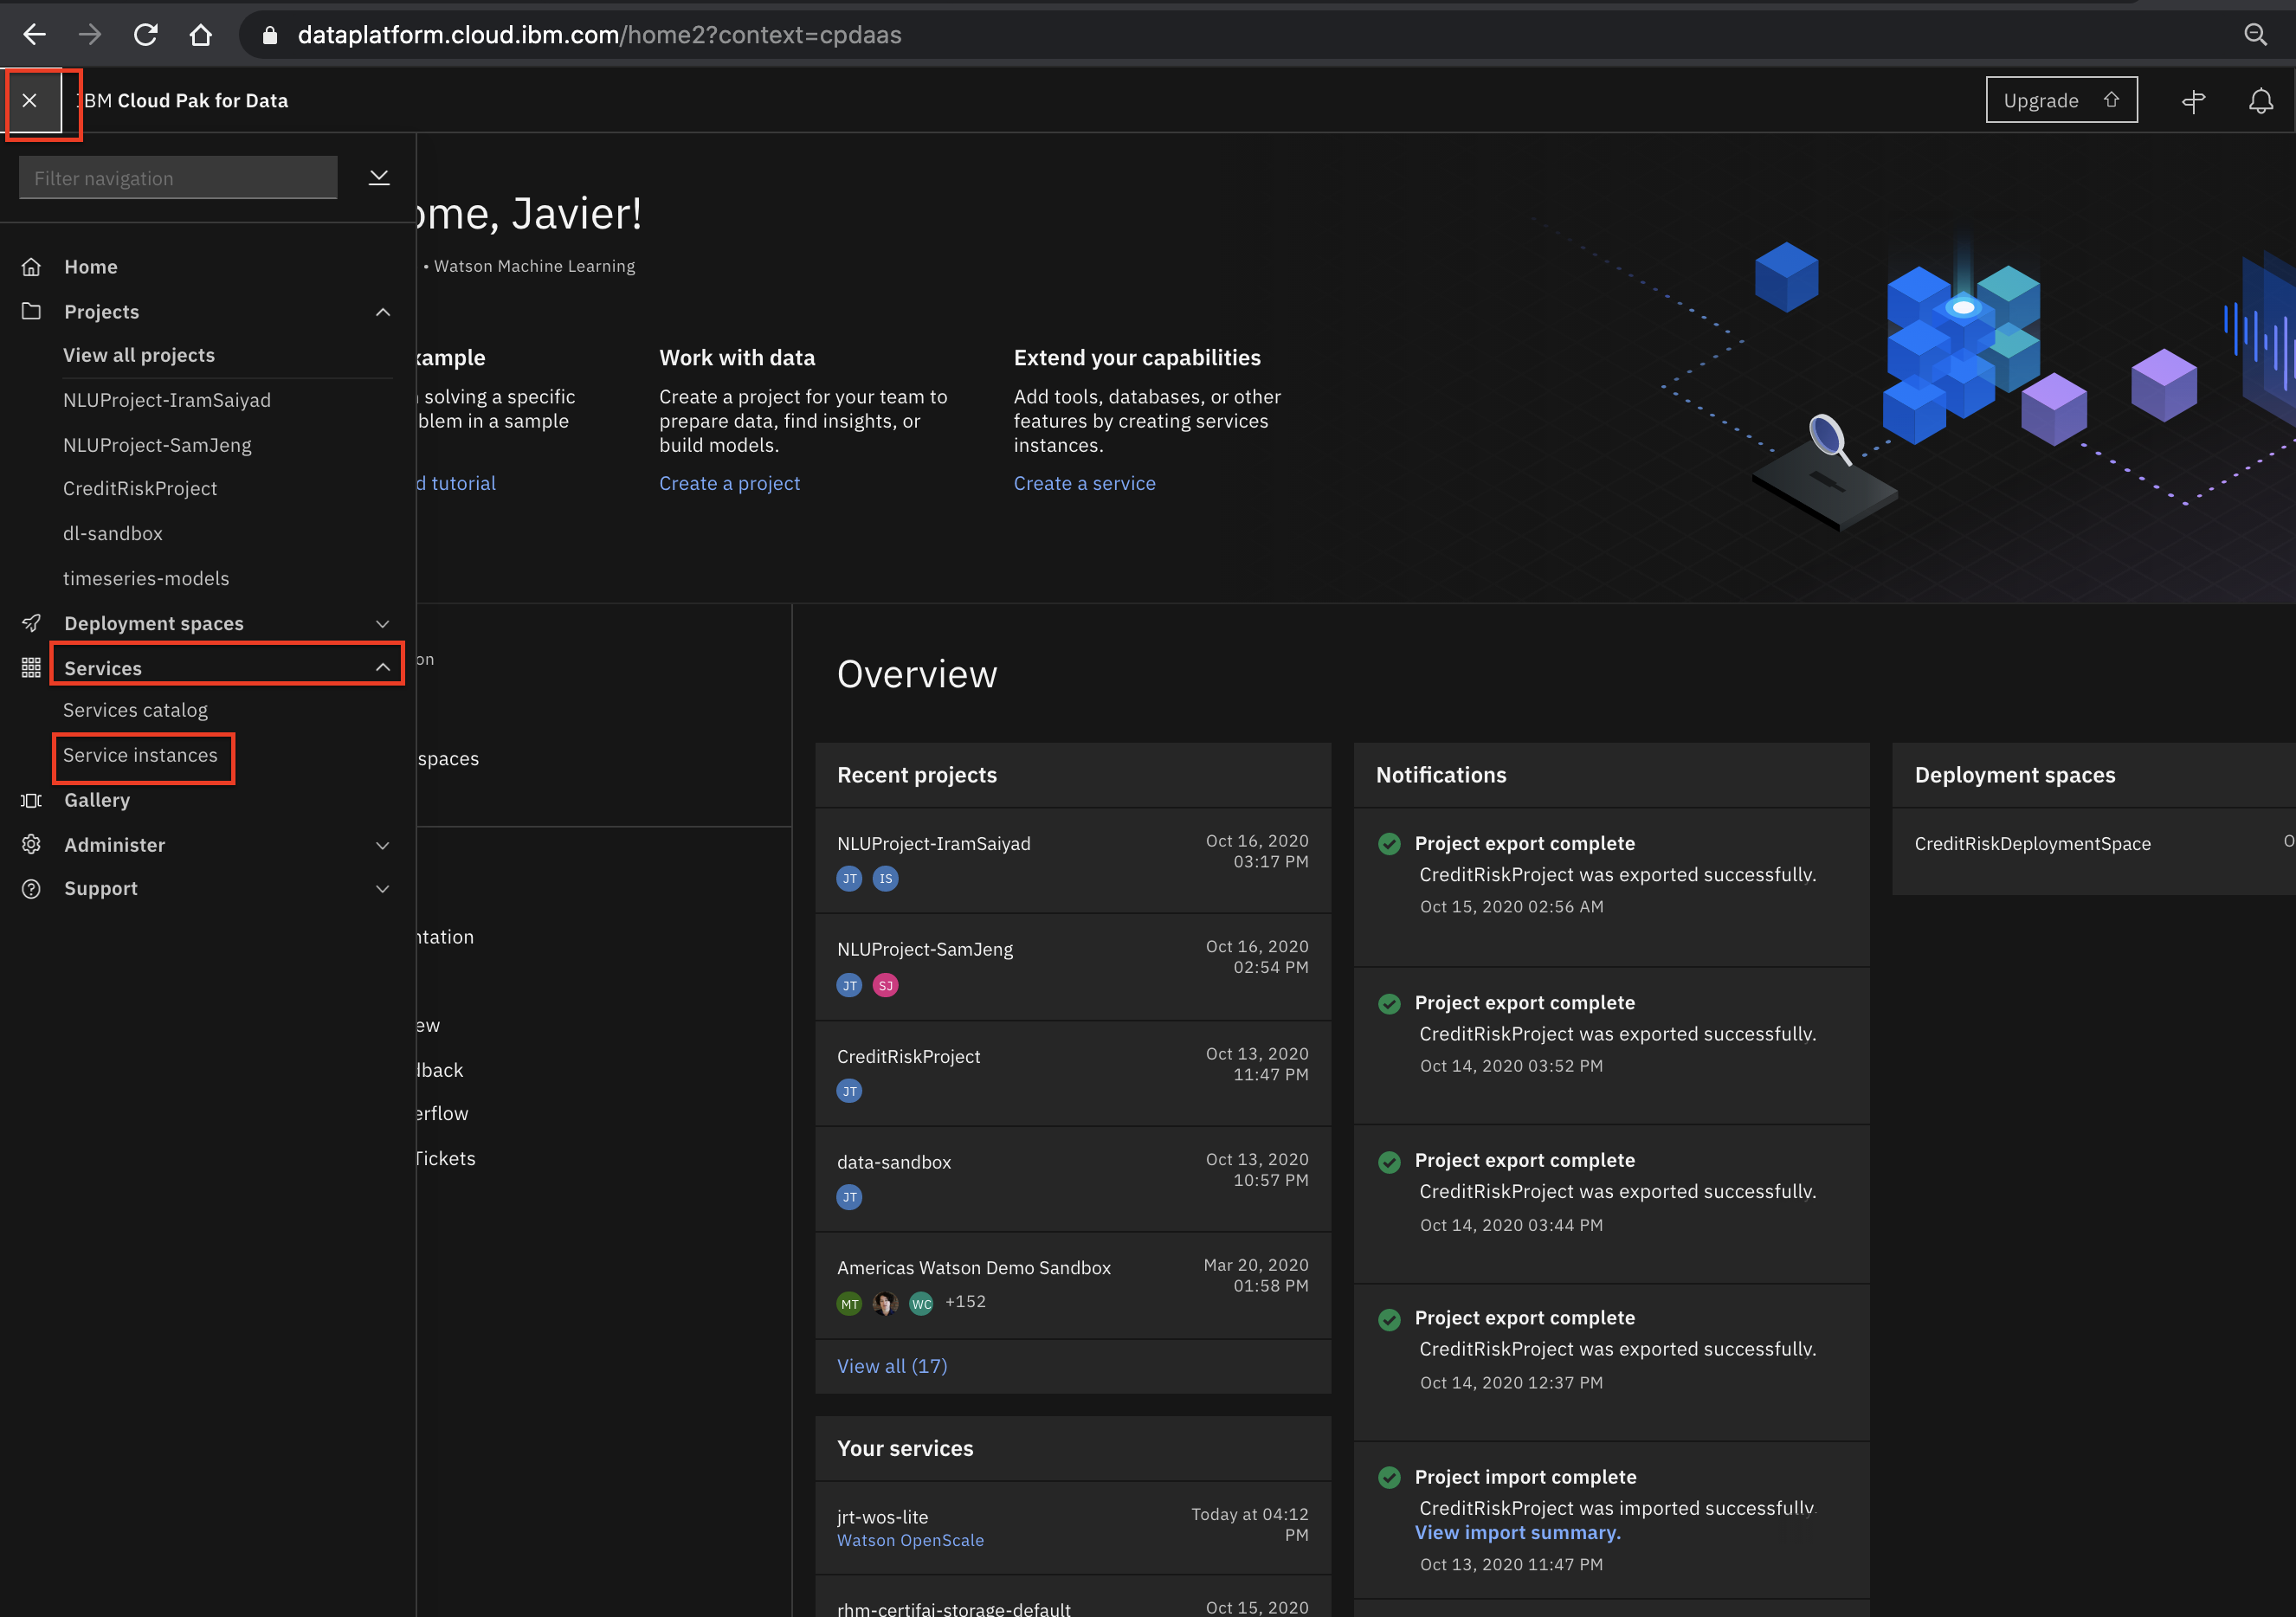 dataplatform.cloud.ibm.com/home2?context=cpdaas
IBM Cloud Pak for Data
Upgrade
Filter navigation
Home
Projects
View all projects
NLUProject-IramSaiyad
NLUProject-SamJeng
CreditRiskProject
dl-sandbox
timeseries-models
Deployment spaces
Services
Services catalog
Service instances
Gallery
Administer
Support
ome, Javier!
• Watson Machine Learning
ample
solving a specific
blem in a sample
d tutorial
Work with data
Create a project for your team to
prepare data, find insights, or
build models.
Create a project
Extend your capabilities
Add tools, databases, or other
features by creating services
instances.
Create a service
on
spaces
ntation
ew
dback
erflow
Tickets
Overview
Recent projects
NLUProject-IramSaiyad
Oct 16, 2020
03:17 PM
JT IS
NLUProject-SamJeng
Oct 16, 2020
02:54 PM
JT SJ
CreditRiskProject
Oct 13, 2020
11:47 PM
JT
data-sandbox
Oct 13, 2020
10:57 PM
JT
Americas Watson Demo Sandbox
Mar 20, 2020
01:58 PM
MT WC +152
View all (17)
Your services
jrt-wos-lite
Today at 04:12
PM
Watson OpenScale
rhm-certifai-storage-default
Oct 15, 2020
Notifications
Project export complete
CreditRiskProject was exported successfully.
Oct 15, 2020 02:56 AM
Project export complete
CreditRiskProject was exported successfully.
Oct 14, 2020 03:52 PM
Project export complete
CreditRiskProject was exported successfully.
Oct 14, 2020 03:44 PM
Project export complete
CreditRiskProject was exported successfully.
Oct 14, 2020 12:37 PM
Project import complete
CreditRiskProject was imported successfully.
View import summary.
Oct 13, 2020 11:47 PM
Deployment spaces
CreditRiskDeploymentSpace
O